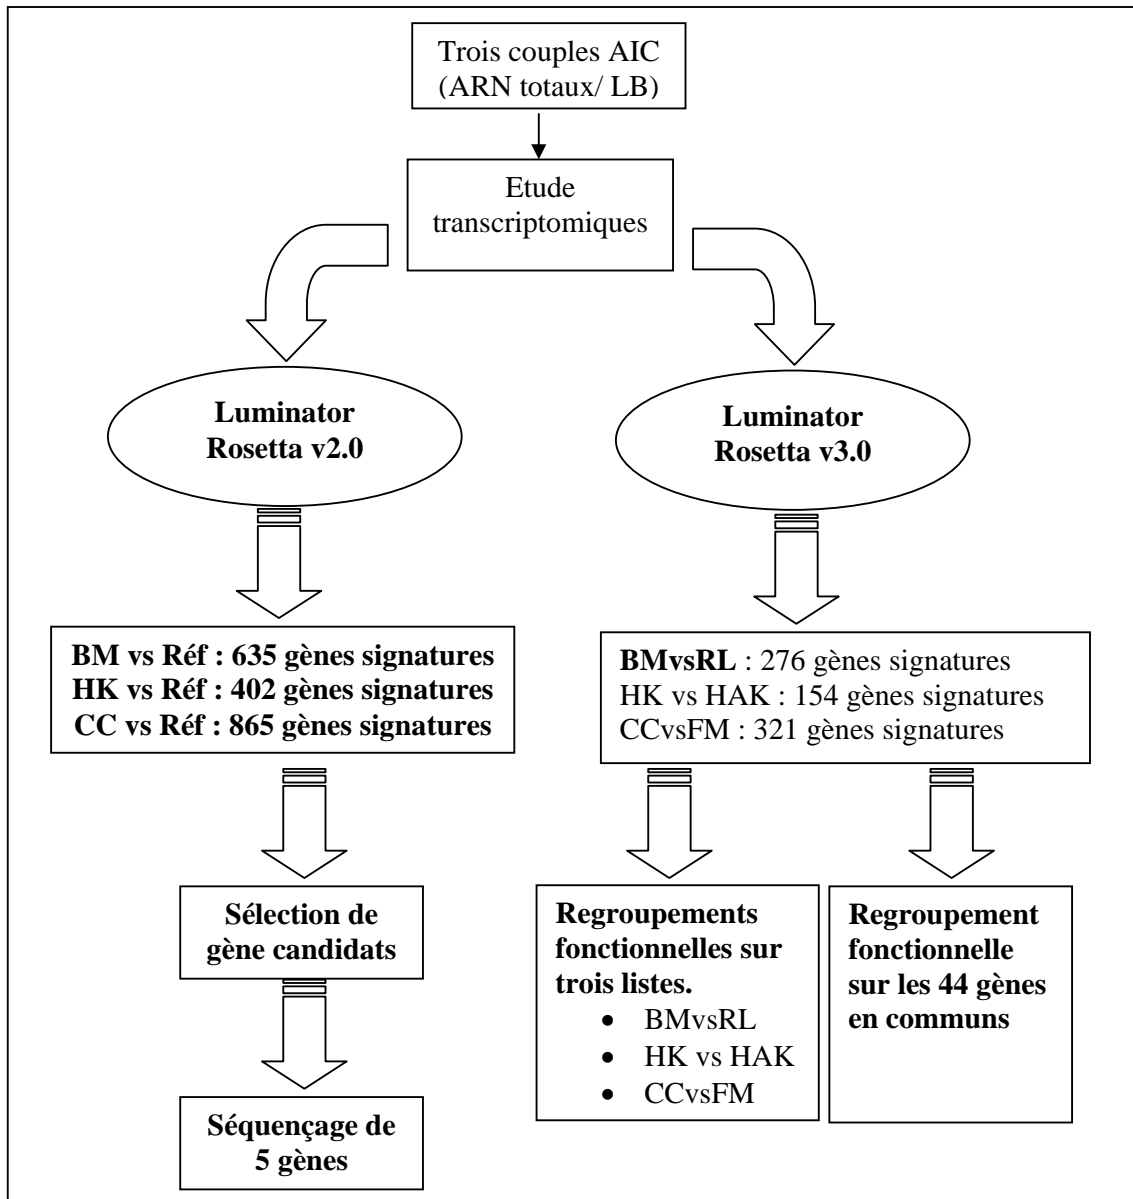 Trois couples AIC
(ARN totaux/ LB)
Etude
transcriptomiques
Luminator
Rosetta v2.0
Luminator
Rosetta v3.0
BM vs Réf : 635 gènes signatures
HK vs Réf : 402 gènes signatures
CC vs Réf : 865 gènes signatures
BMvsRL : 276 gènes signatures
HK vs HAK : 154 gènes signatures
CCvsFM : 321 gènes signatures
Sélection de
gène candidats
Regroupements
fonctionnelles sur
trois listes.
• BMvsRL
• HK vs HAK
• CCvsFM
Regroupement
fonctionnelle
sur les 44 gènes
en communs
Séquençage de
5 gènes